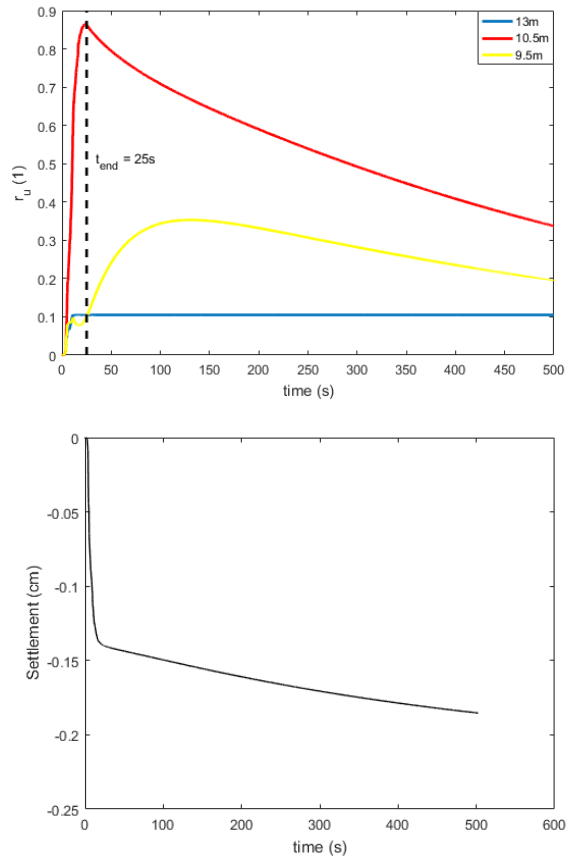 0.9
0.8
0.7
0.6
0.5
0.4
0.3
0.2
0.1
0
r_u (1)
13m
10.5m
9.5m
t_end = 25s
0 50 100 150 200 250 300 350 400 450 500
time (s)
0
-0.05
-0.1
-0.15
-0.2
-0.25
Settlement (cm)
0 100 200 300 400 500 600
time (s)